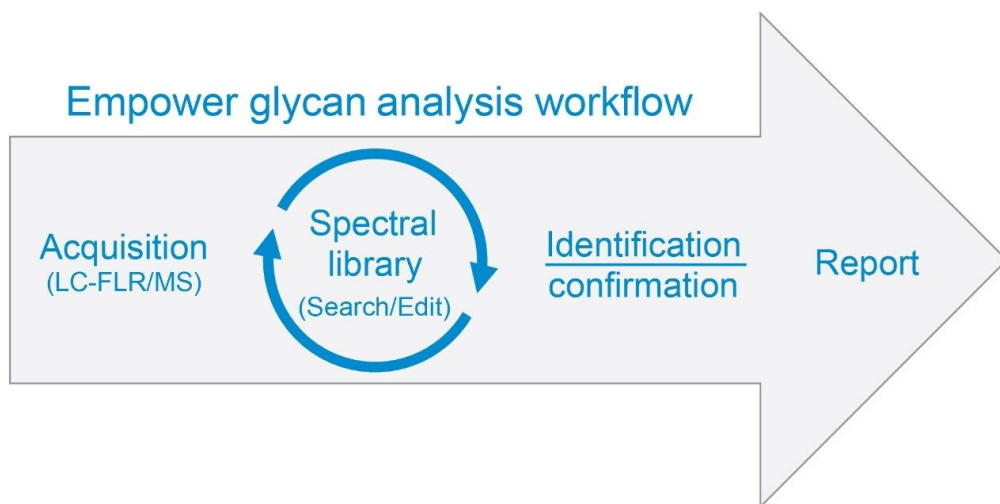 Empower glycan analysis workflow
Acquisition
(LC-FLR/MS)
Spectral
library
(Search/Edit)
Identification
confirmation
Report